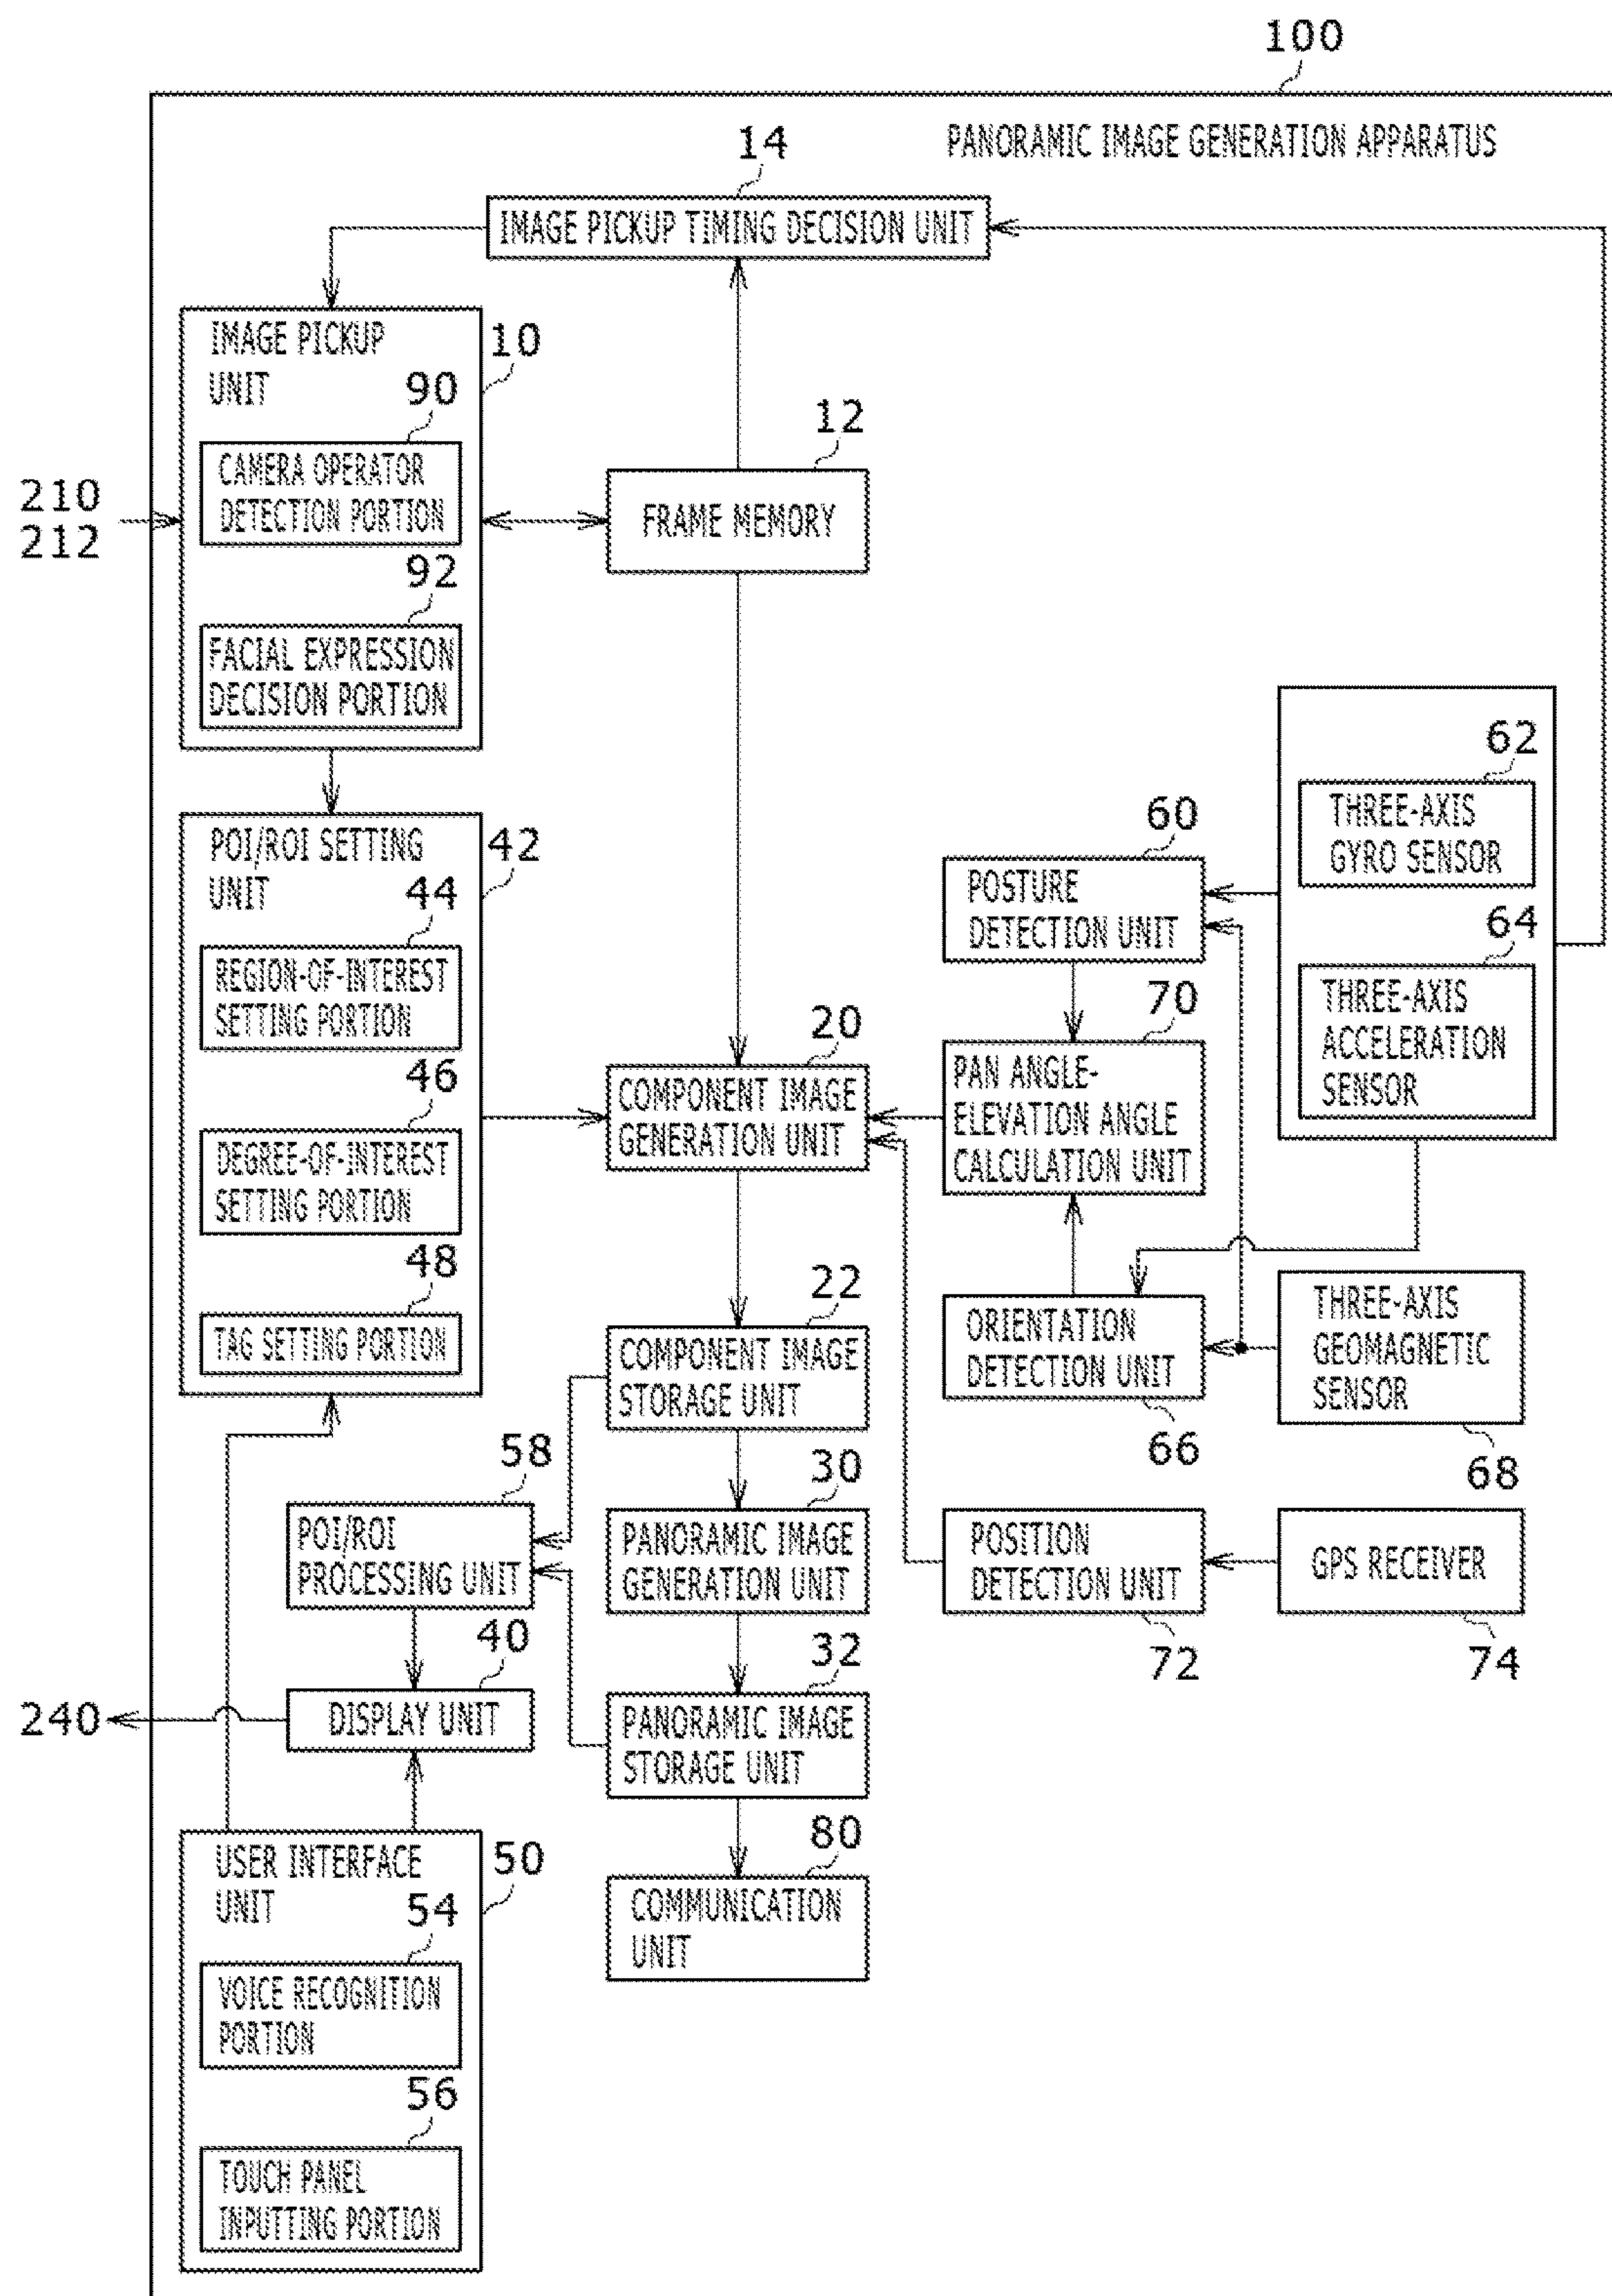 100
PANORAMIC IMAGE GENERATION APPARATUS
14
IMAGE PICKUP TIMING DECISION UNIT
IMAGE PICKUP
UNIT
10
90
CAMERA OPERATOR
DETECTION PORTION
92
FACIAL EXPRESSION
DECISION PORTION
210
212
12
FRAME MEMORY
POI/ROI SETTING
UNIT
42
44
REGION-OF-INTEREST
SETTING PORTION
46
DEGREE-OF-INTEREST
SETTING PORTION
48
TAG SETTING PORTION
20
COMPONENT IMAGE
GENERATION UNIT
60
POSTURE
DETECTION UNIT
62
THREE-AXIS
GYRO SENSOR
64
THREE-AXIS
ACCELERATION
SENSOR
70
PAN ANGLE-
ELEVATION ANGLE
CALCULATION UNIT
22
COMPONENT IMAGE
STORAGE UNIT
ORIENTATION
DETECTION UNIT
66
THREE-AXIS
GEOMAGNETIC
SENSOR
68
58
POI/ROI
PROCESSING UNIT
30
PANORAMIC IMAGE
GENERATION UNIT
POSITION
DETECTION UNIT
72
GPS RECEIVER
74
40
DISPLAY UNIT
240
32
PANORAMIC IMAGE
STORAGE UNIT
80
COMMUNICATION
UNIT
USER INTERFACE
UNIT
50
54
VOICE RECOGNITION
PORTION
56
TOUCH PANEL
INPUTTING PORTION